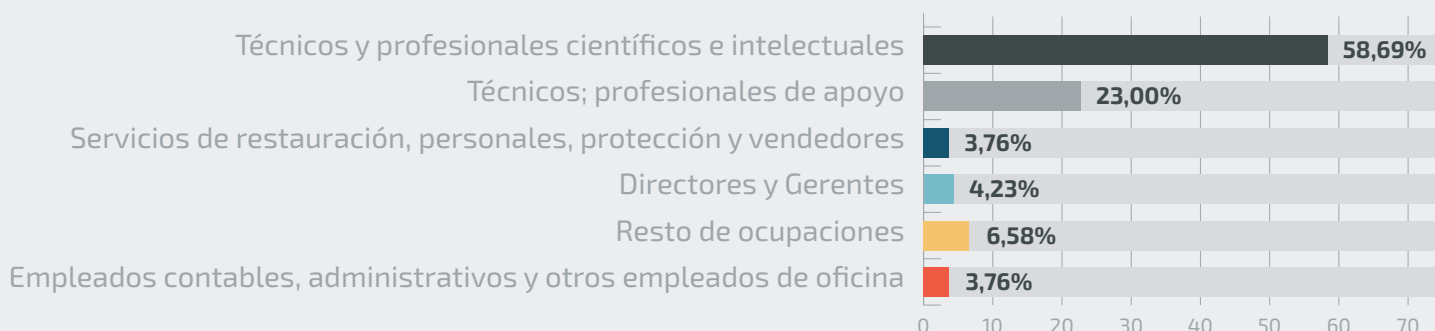 Técnicos y profesionales científicos e intelectuales 58,69%
Técnicos; profesionales de apoyo 23,00%
Servicios de restauración, personales, protección y vendedores 3,76%
Directores y Gerentes 4,23%
Resto de ocupaciones 6,58%
Empleados contables, administrativos y otros empleados de oficina 3,76%
0 10 20 30 40 50 60 70